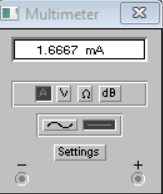 Multimeter
1.6667 mA
A V Ω dB
Settings
− +